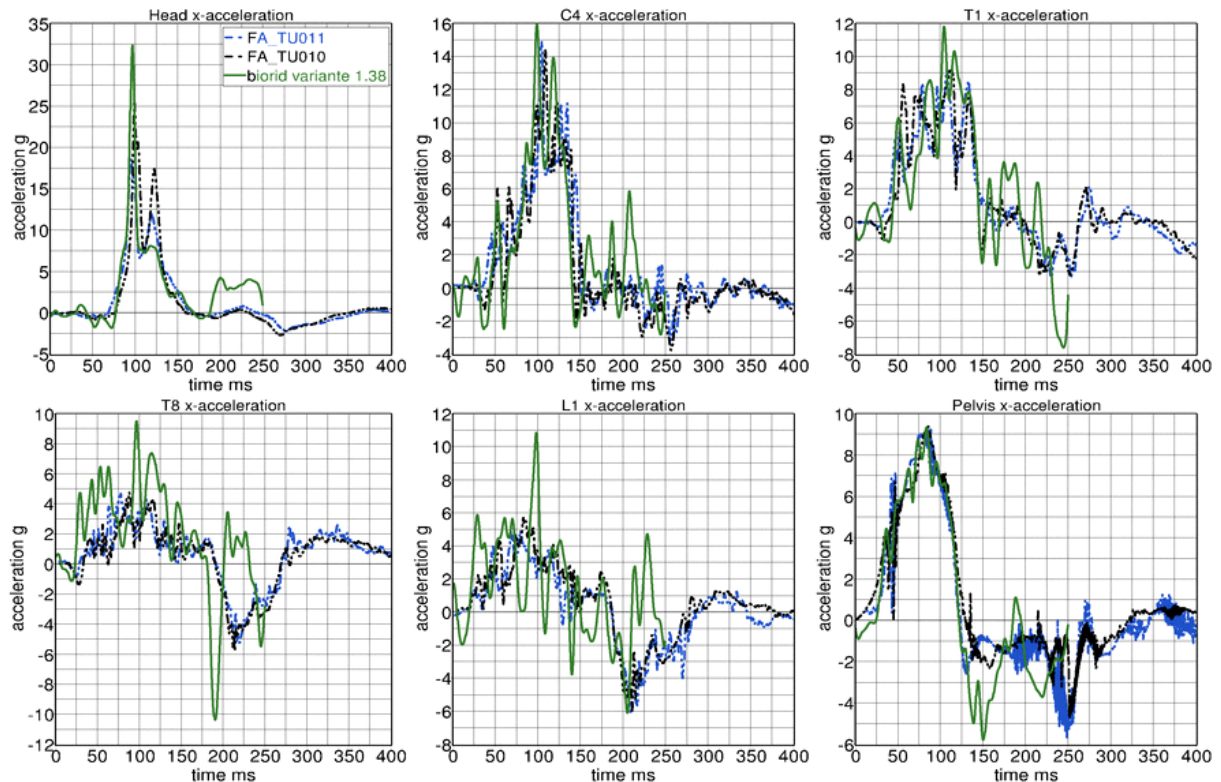 Head x-acceleration
35
30
25
20
15
10
5
0
-5
acceleration g
FA_TU011
FA_TU010
biorid variante 1.38
0 50 100 150 200 250 300 350 400
time ms
C4 x-acceleration
16
14
12
10
8
6
4
2
0
-2
-4
acceleration g
0 50 100 150 200 250 300 350 400
time ms
T1 x-acceleration
12
10
8
6
4
2
0
-2
-4
-6
-8
acceleration g
0 50 100 150 200 250 300 350 400
time ms
T8 x-acceleration
10
8
6
4
2
0
-2
-4
-6
-8
-10
-12
acceleration g
0 50 100 150 200 250 300 350 400
time ms
L1 x-acceleration
12
10
8
6
4
2
0
-2
-4
-6
-8
acceleration g
0 50 100 150 200 250 300 350 400
time ms
Pelvis x-acceleration
10
8
6
4
2
0
-2
-4
-6
acceleration g
0 50 100 150 200 250 300 350 400
time ms